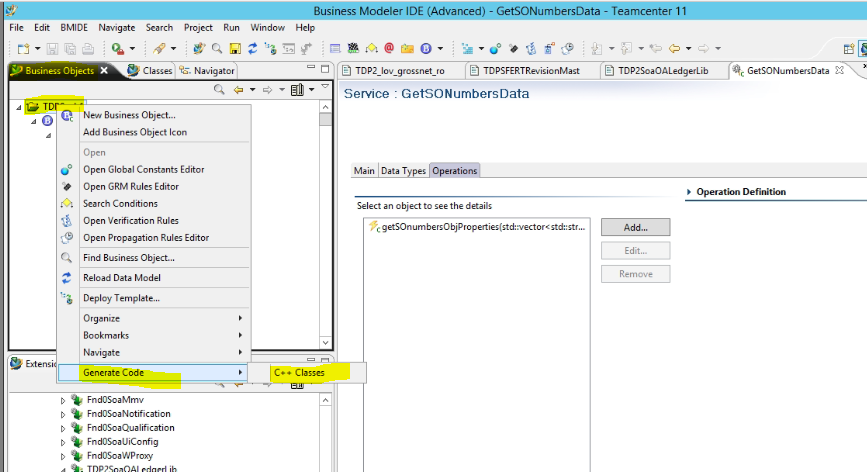 Business Modeler IDE (Advanced) - GetSONumbersData - Teamcenter 11
File Edit BMIDE Navigate Search Project Run Window Help
Business Objects Classes Navigator
TDP2_lov_grossnet_ro TDPSFERTRevisionMast TDP2SoaOALedgerLib GetSONumbersData
Service : GetSONumbersData
New Business Object...
Add Business Object Icon
Open
Open Global Constants Editor
Open GRM Rules Editor
Search Conditions
Open Verification Rules
Open Propagation Rules Editor
Find Business Object...
Reload Data Model
Deploy Template...
Organize
Bookmarks
Navigate
Generate Code
C++ Classes
Main Data Types Operations
Select an object to see the details
getSOnumbersObjProperties(std::vector<std::str...
Add...
Edit...
Remove
Operation Definition
Fnd0SoaMmv
Fnd0SoaNotification
Fnd0SoaQualification
Fnd0SoaUiConfig
Fnd0SoaWProxy
TDP2SoaOALedgerLib